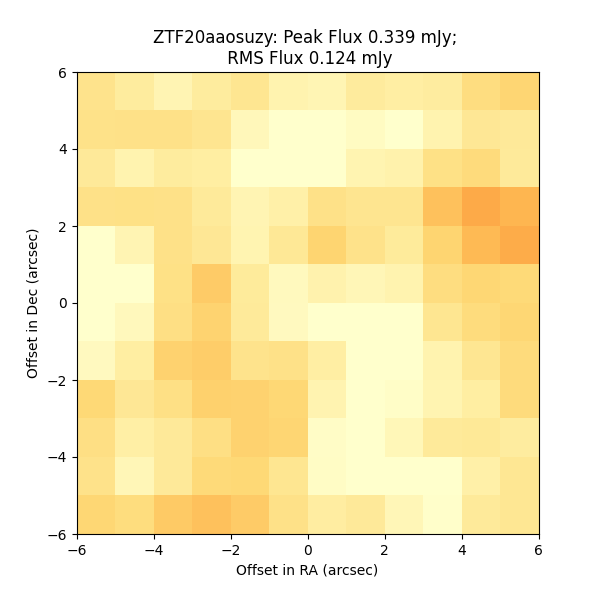 ZTF20aaosuzy: Peak Flux 0.339 mJy;
RMS Flux 0.124 mJy
6
4
2
0
−2
−4
−6
Offset in Dec (arcsec)
−6 −4 −2 0 2 4 6
Offset in RA (arcsec)